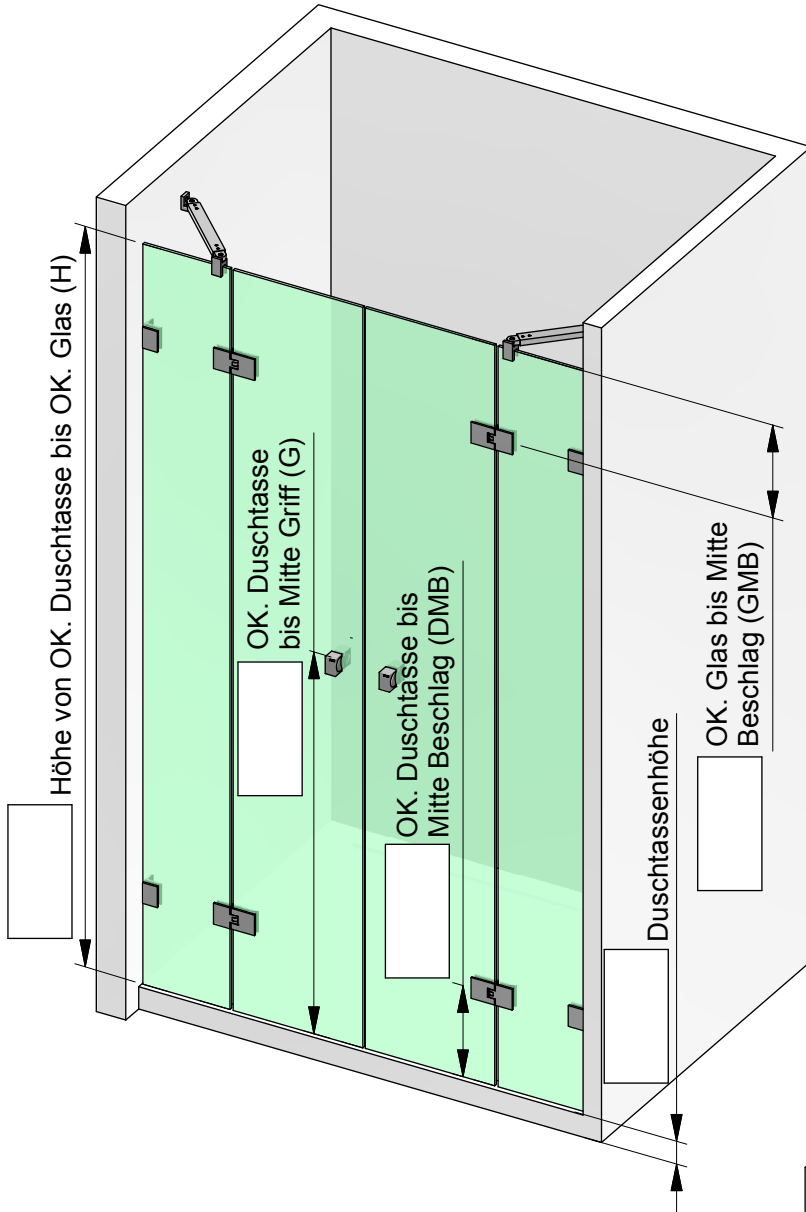 Höhe von OK. Duschtasse bis OK. Glas (H)
OK. Duschtasse
bis Mitte Griff (G)
OK. Duschtasse bis
Mitte Beschlag (DMB)
Duschtassenhöhe
OK. Glas bis Mitte
Beschlag (GMB)